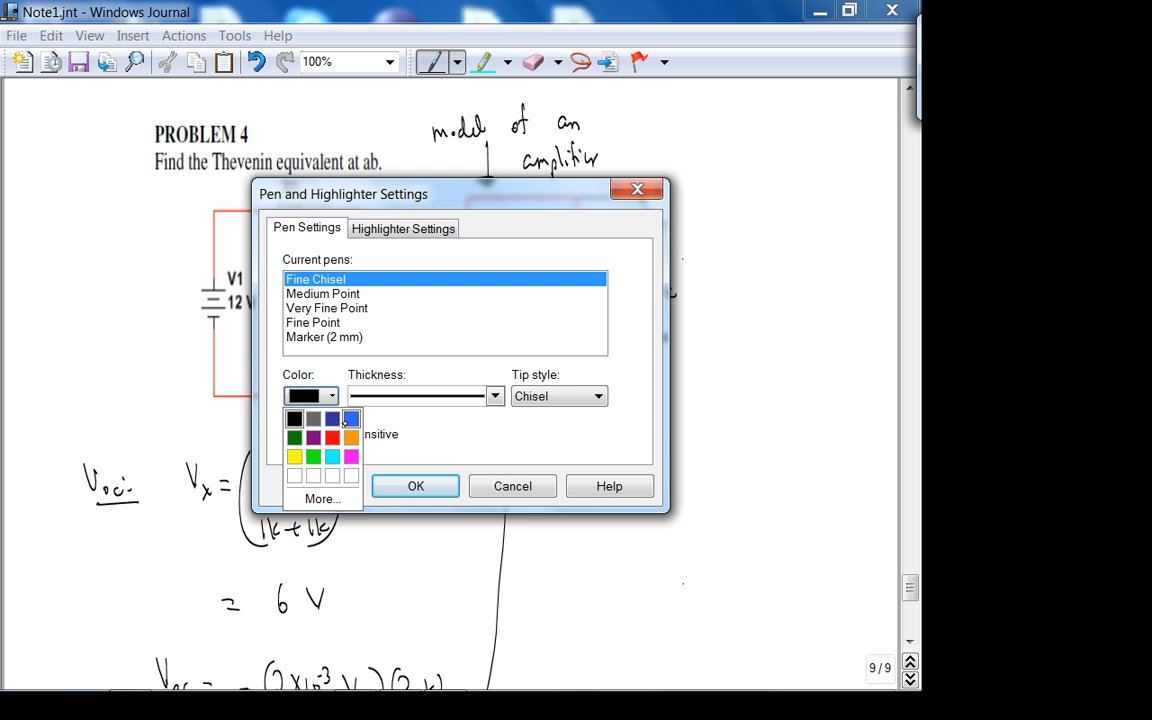 Note1.jnt - Windows Journal
File Edit View Insert Actions Tools Help
100%
model of an
amplifier
PROBLEM 4
Find the Thevenin equivalent at ab.
Pen and Highlighter Settings
Pen Settings
Highlighter Settings
Current pens:
Fine Chisel
Medium Point
Very Fine Point
Fine Point
Marker (2 mm)
Color: Thickness: Tip style:
Chisel
nsitive
More...
OK Cancel Help
V1
12 V
Voc:- Vx = (
1k + 1k)
= 6 V
9 / 9